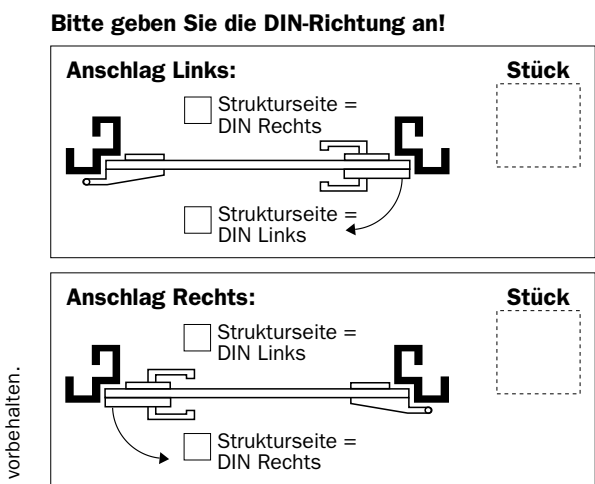 Bitte geben Sie die DIN-Richtung an!
Anschlag Links:
Stück
Strukturseite =
DIN Rechts
Strukturseite =
DIN Links
Anschlag Rechts:
Stück
Strukturseite =
DIN Links
Strukturseite =
DIN Rechts
vorbehalten.